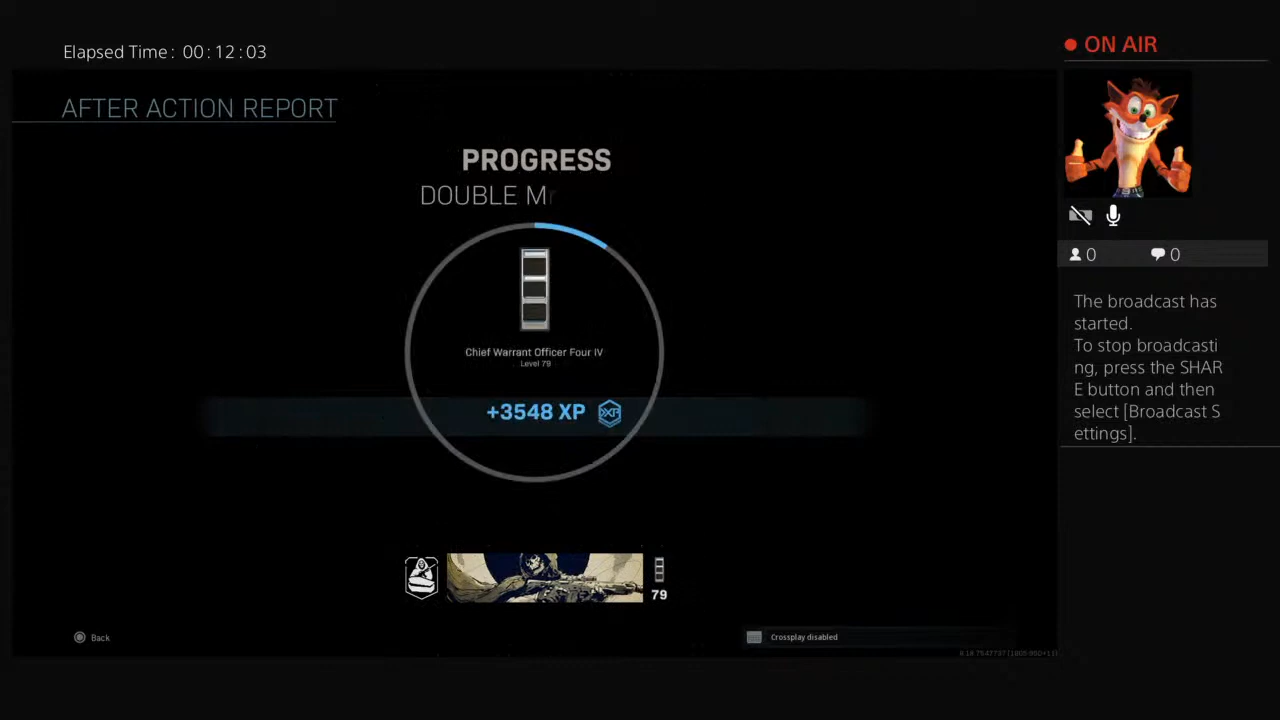 Elapsed Time: 00:12:03
ON AIR
AFTER ACTION REPORT
PROGRESS
DOUBLE M
Chief Warrant Officer Four IV
Level 79
+3548 XP
XP
0
0
The broadcast has
started.
To stop broadcasti
ng, press the SHAR
E button and then
select [Broadcast S
ettings].
79
Back
Crossplay disabled